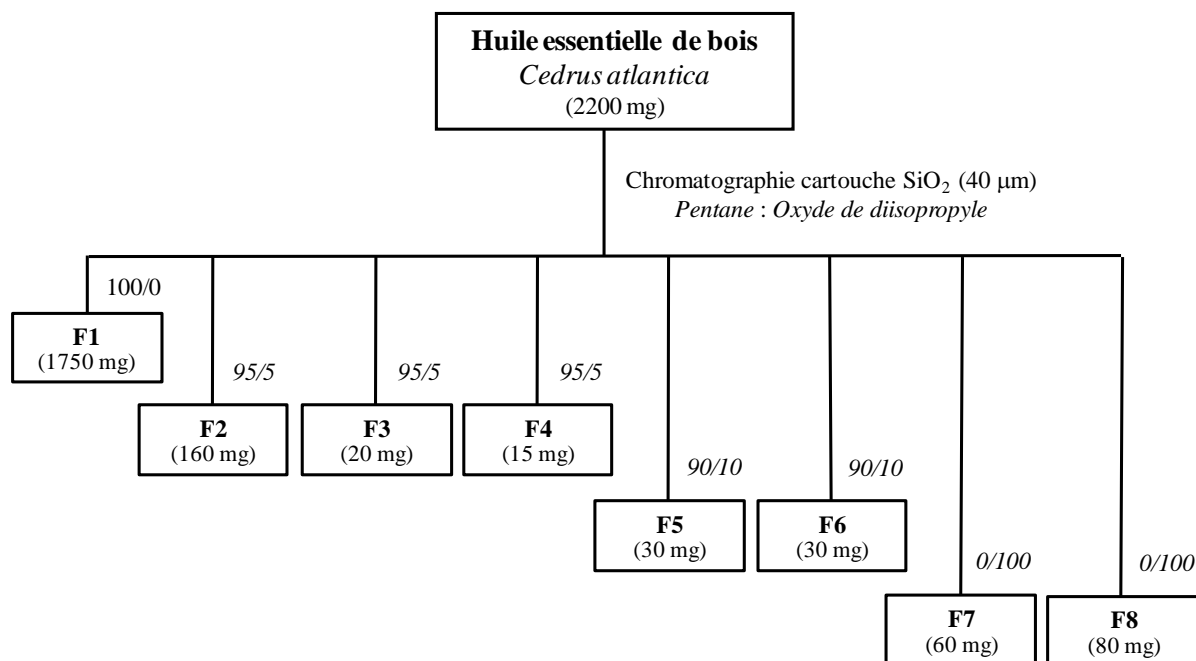 Huile essentielle de bois
Cedrus atlantica
(2200 mg)
Chromatographie cartouche SiO₂ (40 µm)
Pentane : Oxyde de diisopropyle
100/0
F1
(1750 mg)
95/5
95/5
95/5
F2
(160 mg)
F3
(20 mg)
F4
(15 mg)
90/10
90/10
F5
(30 mg)
F6
(30 mg)
0/100
0/100
F7
(60 mg)
F8
(80 mg)